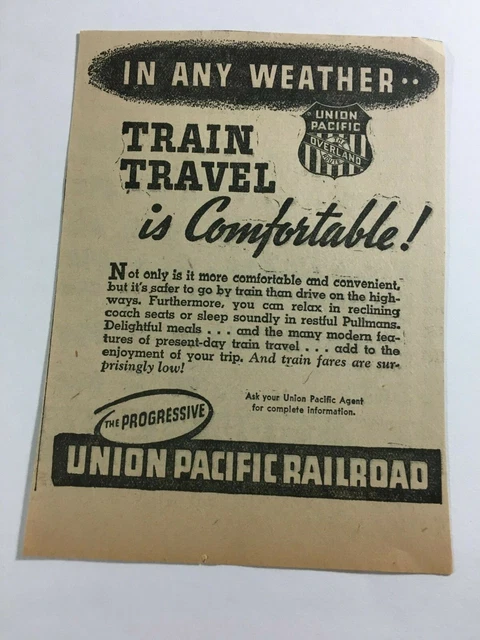 IN ANY WEATHER..
UNION
PACIFIC
THE
OVERLAND
ROUTE
TRAIN
TRAVEL
is Comfortable!
Not only is it more comfortable and convenient,
but it's safer to go by train than drive on the high-
ways. Furthermore, you can relax in reclining
coach seats or sleep soundly in restful Pullmans.
Delightful meals . . . and the many modern fea-
tures of present-day train travel . . . add to the
enjoyment of your trip. And train fares are sur-
prisingly low!
Ask your Union Pacific Agent
for complete information.
THE PROGRESSIVE
UNION PACIFIC RAILROAD